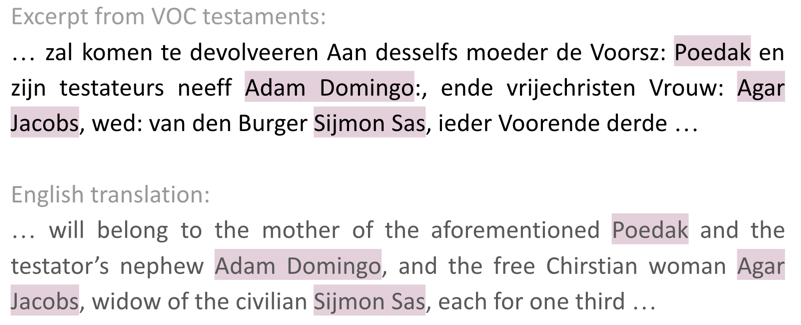 Excerpt from VOC testaments:
… zal komen te devolveeren Aan desselfs moeder de Voorsz: Poedak en
zijn testateurs neeff Adam Domingo:, ende vrijechristen Vrouw: Agar
Jacobs, wed: van den Burger Sijmon Sas, ieder Voorende derde …
English translation:
… will belong to the mother of the aforementioned Poedak and the
testator’s nephew Adam Domingo, and the free Chirstian woman Agar
Jacobs, widow of the civilian Sijmon Sas, each for one third …